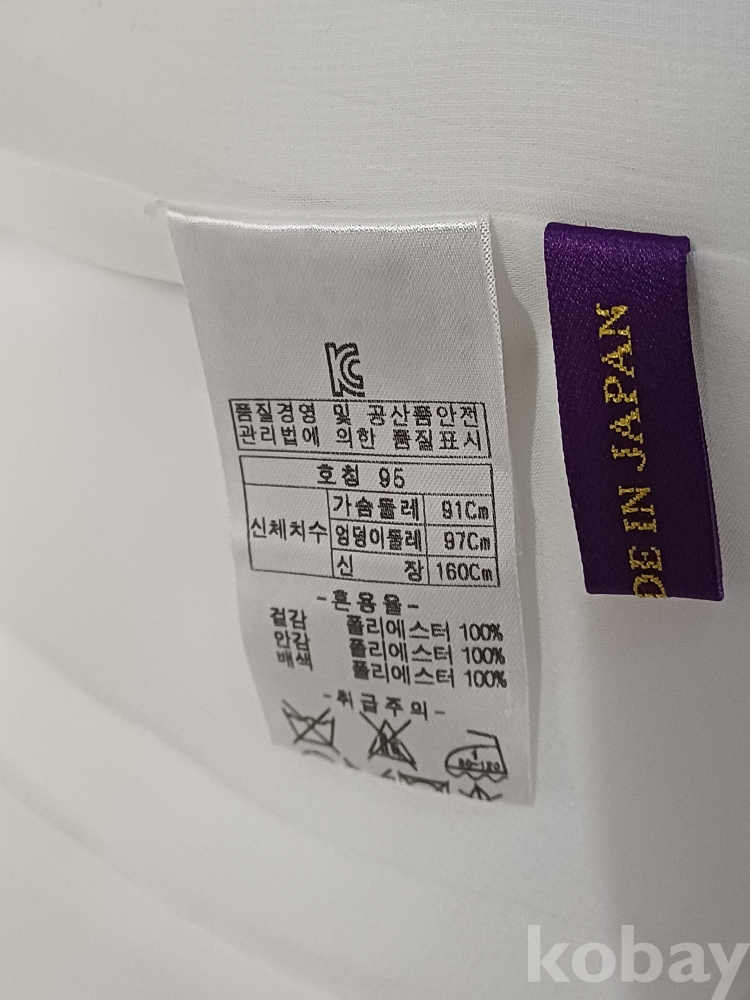 KC
품질경영 및 공산품안전
관리법에 의한 품질표시
호칭 95
신체치수
가슴둘레 91Cm
엉덩이둘레 97Cm
신 장 160Cm
-혼용율-
겉감 폴리에스터 100%
안감 폴리에스터 100%
배색 폴리에스터 100%
-취급주의-
80-120
DE IN JAPAN
kobay